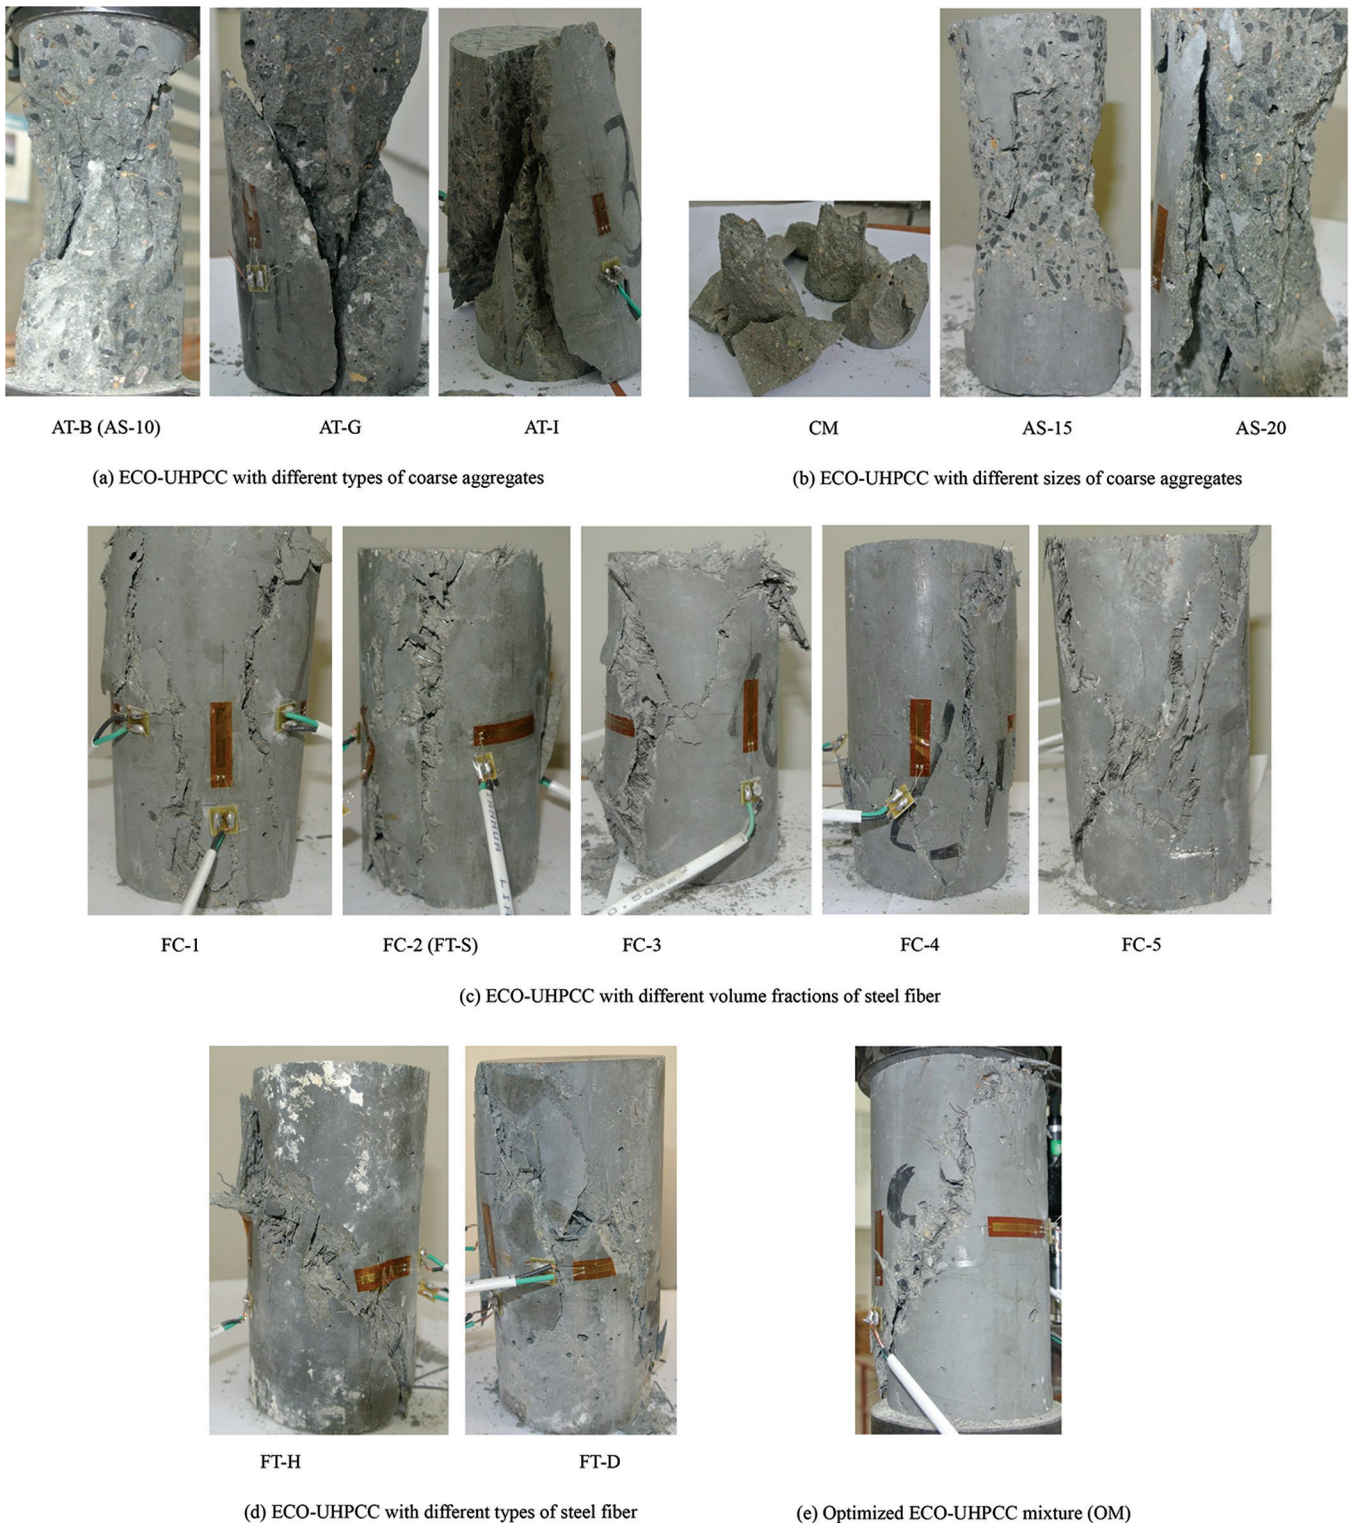 AT-B (AS-10)
AT-G
AT-I
CM
AS-15
AS-20
(a) ECO-UHPCC with different types of coarse aggregates
(b) ECO-UHPCC with different sizes of coarse aggregates
FC-1
FC-2 (FT-S)
FC-3
FC-4
FC-5
(c) ECO-UHPCC with different volume fractions of steel fiber
FT-H
FT-D
(d) ECO-UHPCC with different types of steel fiber
(e) Optimized ECO-UHPCC mixture (OM)